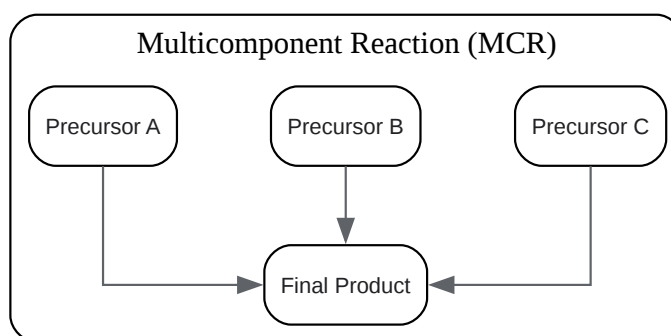 Multicomponent Reaction (MCR)
Precursor A
Precursor B
Precursor C
Final Product